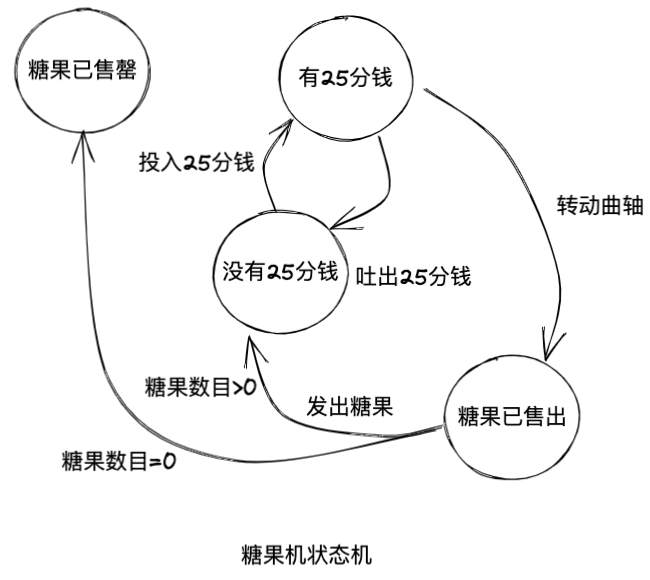 糖果已售罄
有25分钱
投入25分钱
转动曲轴
没有25分钱
吐出25分钱
糖果数目>0
发出糖果
糖果已售出
糖果数目=0
糖果机状态机